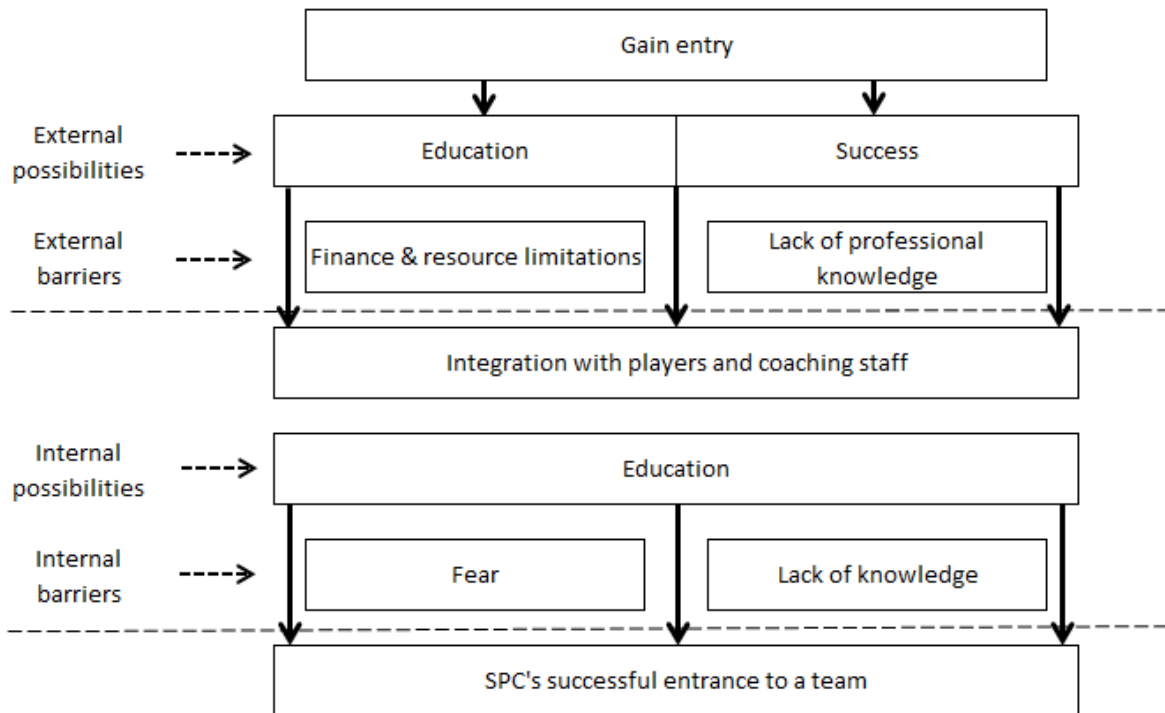 Gain entry
External
possibilities
Education
Success
External
barriers
Finance & resource limitations
Lack of professional
knowledge
Integration with players and coaching staff
Internal
possibilities
Education
Internal
barriers
Fear
Lack of knowledge
SPC's successful entrance to a team